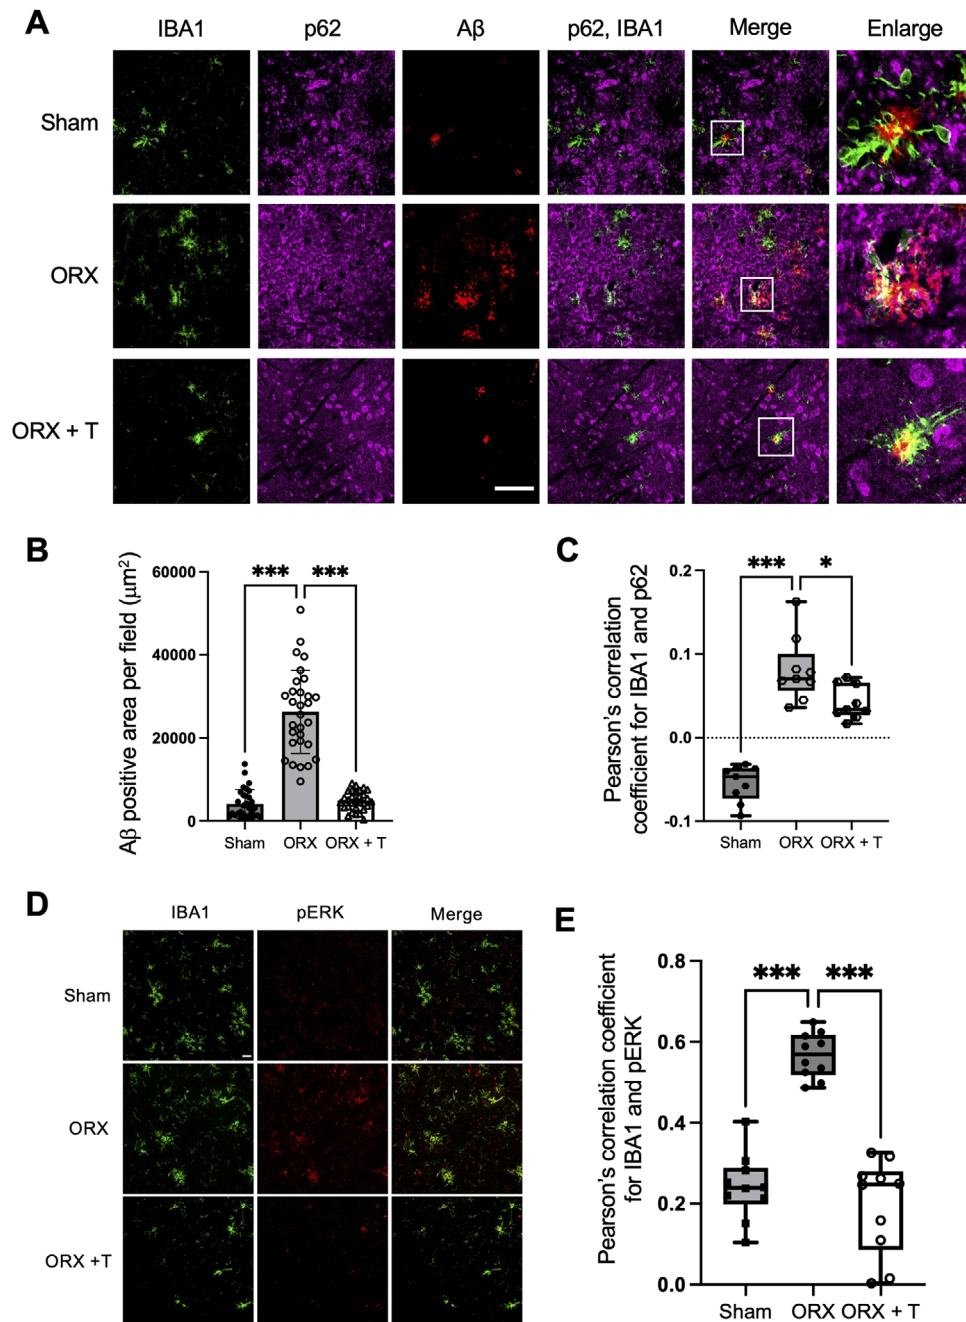 A
IBA1 p62 Aβ p62, IBA1 Merge Enlarge
Sham
ORX
ORX + T
B
Aβ positive area per field (μm²)
60000
40000
20000
0
*** ***
Sham ORX ORX + T
C
Pearson's correlation
coefficient for IBA1 and p62
0.2
0.1
0.0
-0.1
*** *
Sham ORX ORX + T
D
IBA1 pERK Merge
Sham
ORX
ORX +T
E
Pearson's correlation coefficient
for IBA1 and pERK
0.8
0.6
0.4
0.2
0.0
*** ***
Sham ORX ORX + T